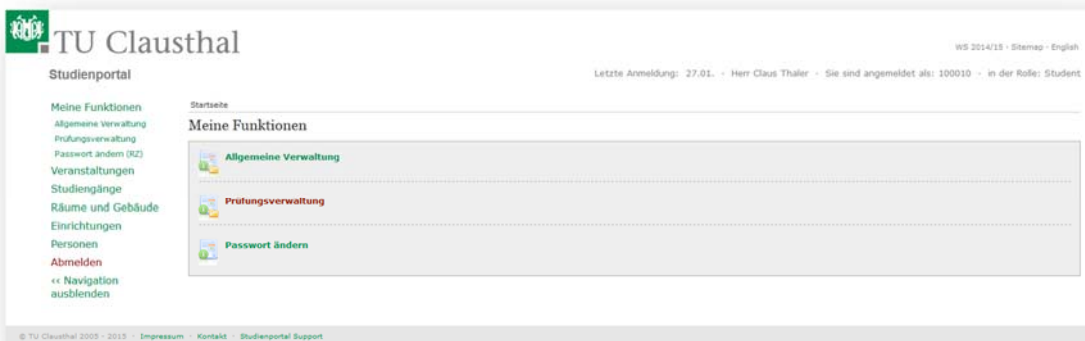 TU Clausthal
WS 2014/15 · Sitemap · English
Studienportal
Letzte Anmeldung: 27.01. · Herr Claus Thaler · Sie sind angemeldet als: 100010 · in der Rolle: Student
Meine Funktionen
Allgemeine Verwaltung
Prüfungsverwaltung
Passwort ändern (RZ)
Veranstaltungen
Studiengänge
Räume und Gebäude
Einrichtungen
Personen
Abmelden
<< Navigation
ausblenden
Startseite
Meine Funktionen
Allgemeine Verwaltung
Prüfungsverwaltung
Passwort ändern
© TU Clausthal 2005 - 2015 · Impressum · Kontakt · Studienportal Support